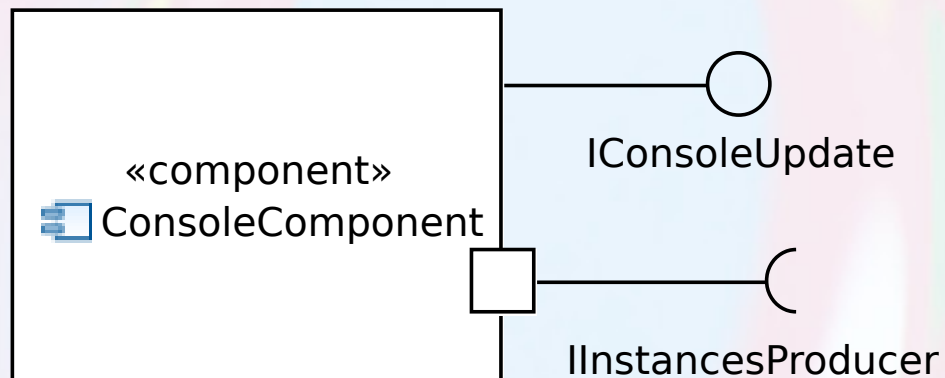 «component»
ConsoleComponent
IConsoleUpdate
IInstancesProducer